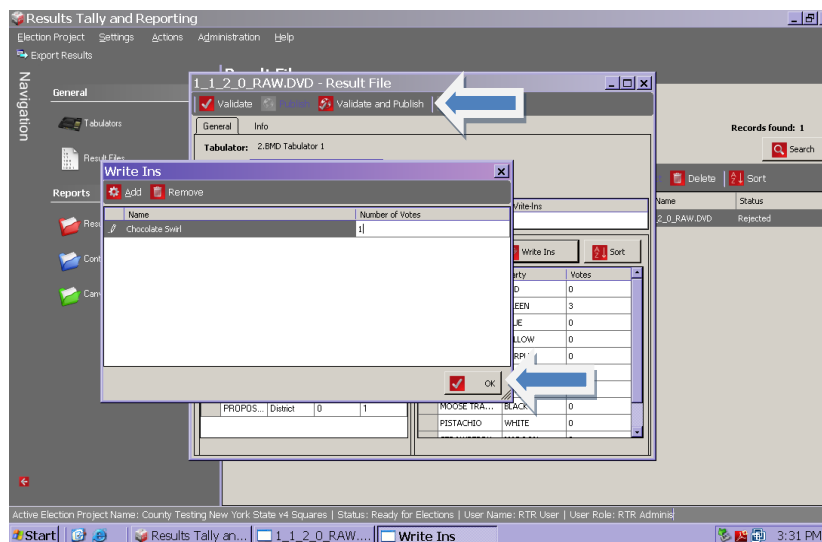 Results Tally and Reporting
Election Project Settings Actions Administration Help
Export Results
Navigation
General
Tabulators
Result Files
Reports
1_1_2_0_RAW.DVD - Result File
Validate Publish Validate and Publish
General Info
Tabulator: 2.BMD Tabulator 1
Records found: 1
Search
Delete Sort
Name Status
2_0_RAW.DVD Rejected
Write Ins
Add Remove
Name Number of Votes
Chocolate Swirl 1
OK
Write-Ins
Write Ins Sort
Votes
0
GREEN 3
0
0
0
PROPOS... District 0 1
MOOSE TRA... BLACK 0
PISTACHIO WHITE 0
Active Election Project Name: County Testing New York State v4 Squares | Status: Ready for Elections | User Name: RTR User | User Role: RTR Adminis
Start Results Tally an... 1_1_2_0_RAW.... Write Ins 3:31 PM